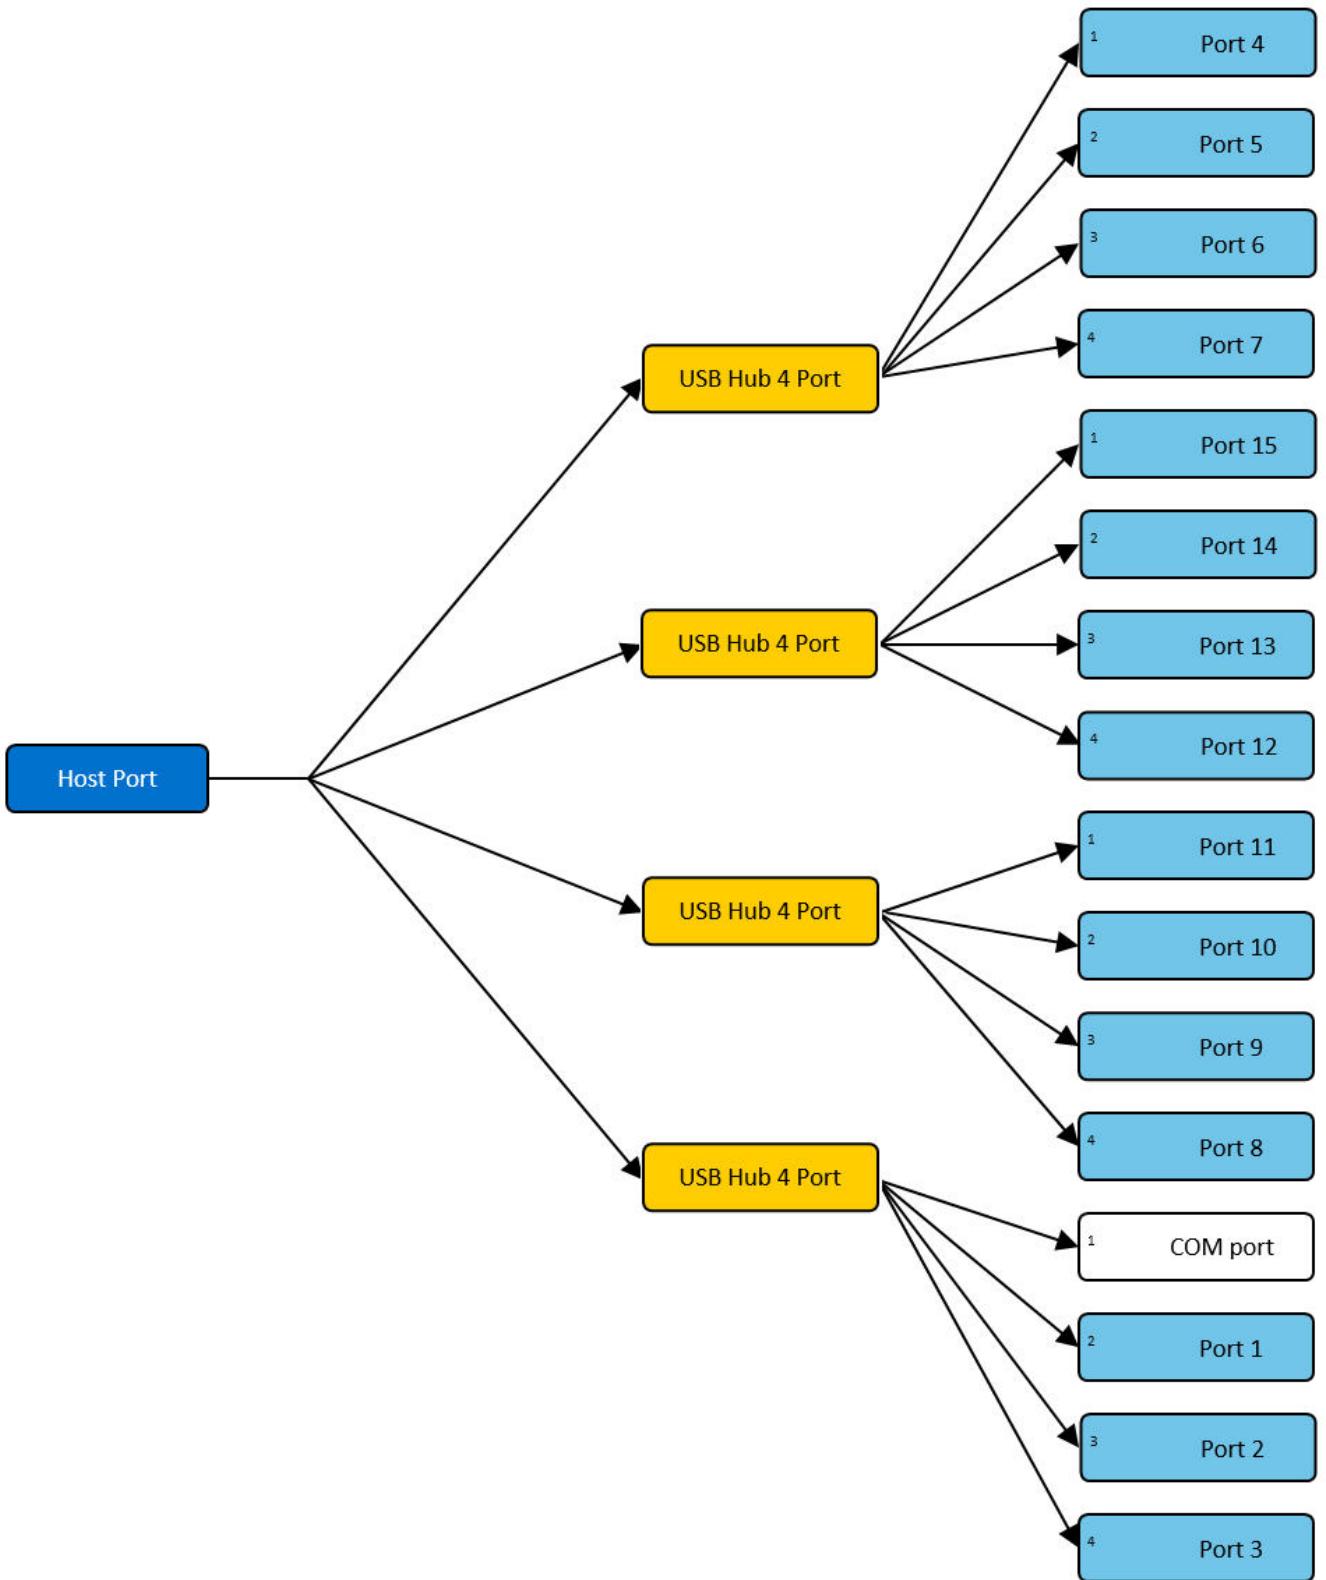 1 Port 4
2 Port 5
3 Port 6
4 Port 7
USB Hub 4 Port
1 Port 15
2 Port 14
3 Port 13
4 Port 12
USB Hub 4 Port
Host Port
1 Port 11
2 Port 10
3 Port 9
4 Port 8
USB Hub 4 Port
1 COM port
2 Port 1
3 Port 2
4 Port 3
USB Hub 4 Port